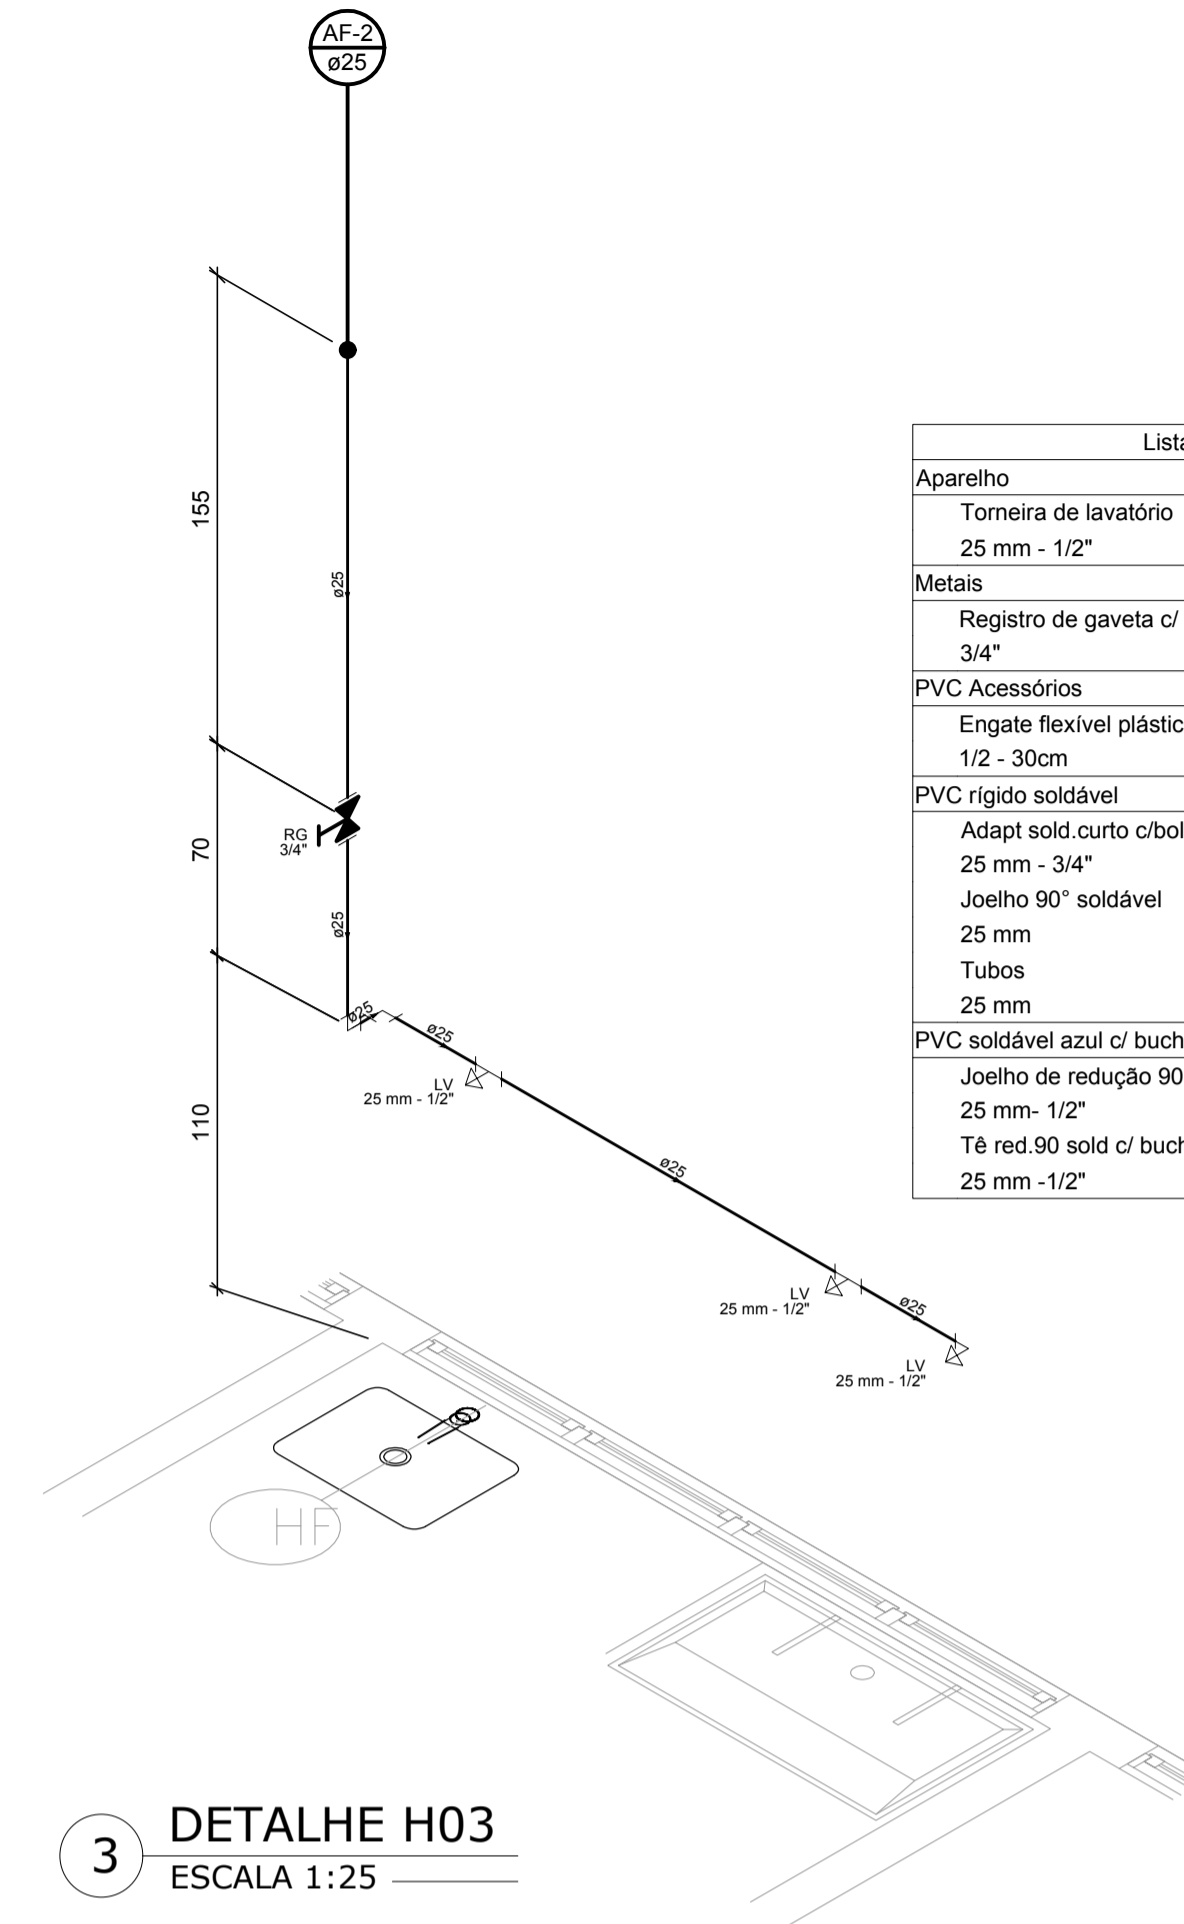 AF-2
ø25
155
ø25
70
RG
3/4"
ø25
ø25
ø25
LV
25 mm - 1/2"
110
ø25
LV
25 mm - 1/2"
ø25
LV
25 mm - 1/2"
HF
Aparelho
Torneira de lavatório
25 mm - 1/2"
Metais
Registro de gaveta c/
3/4"
PVC Acessórios
Engate flexível plástic
1/2 - 30cm
PVC rígido soldável
Adapt sold.curto c/bol
25 mm - 3/4"
Joelho 90° soldável
25 mm
Tubos
25 mm
PVC soldável azul c/ buch
Joelho de redução 90
25 mm- 1/2"
Tê red.90 sold c/ buch
25 mm -1/2"
3
DETALHE H03
ESCALA 1:25